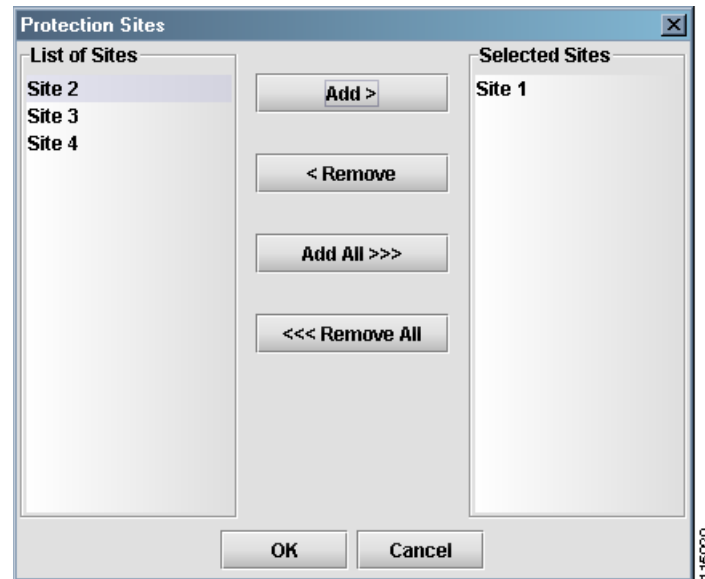 Protection Sites
List of Sites
Selected Sites
Site 2
Site 3
Site 4
Add >
< Remove
Add All >>>
<<< Remove All
Site 1
OK
Cancel